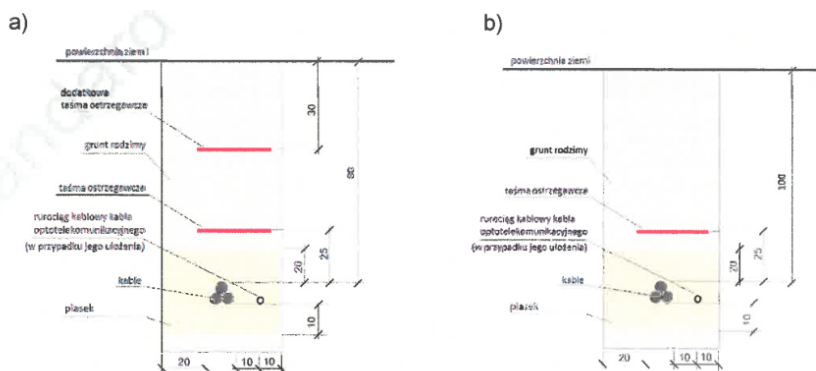 a)
powierzchnia ziemi
dodatkowa
taśma ostrzegawcza
grunt rodzimy
taśma ostrzegawcza
rurociąg kablowy kabla
optotelekomunikacyjnego
(w przypadku jego ułożenia)
kable
piasek
30
80
25
20
10
20
10
10
b)
powierzchnia ziemi
grunt rodzimy
taśma ostrzegawcza
rurociąg kablowy kabla
optotelekomunikacyjnego
(w przypadku jego ułożenia)
kable
piasek
100
25
20
10
20
10
10